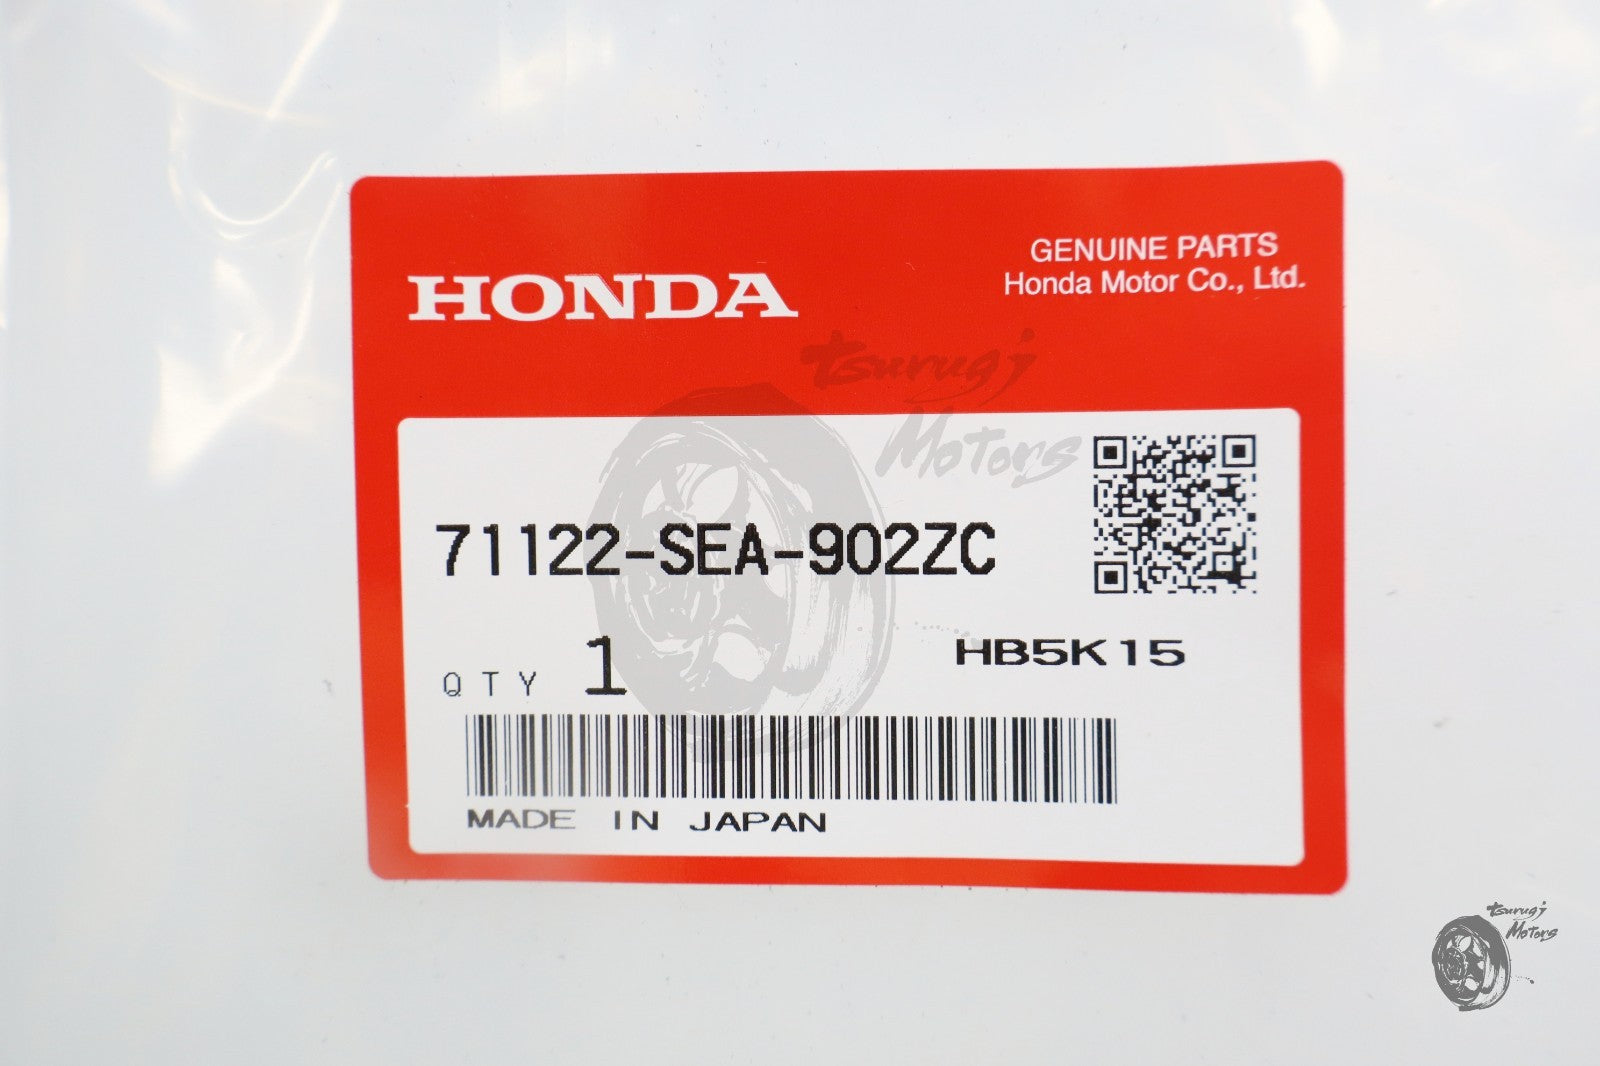 GENUINE PARTS
Honda Motor Co., Ltd.
HONDA
tsurugi
Motors
71122-SEA-902ZC
HB5K15
QTY 1
MADE IN JAPAN
tsurugi
Motors